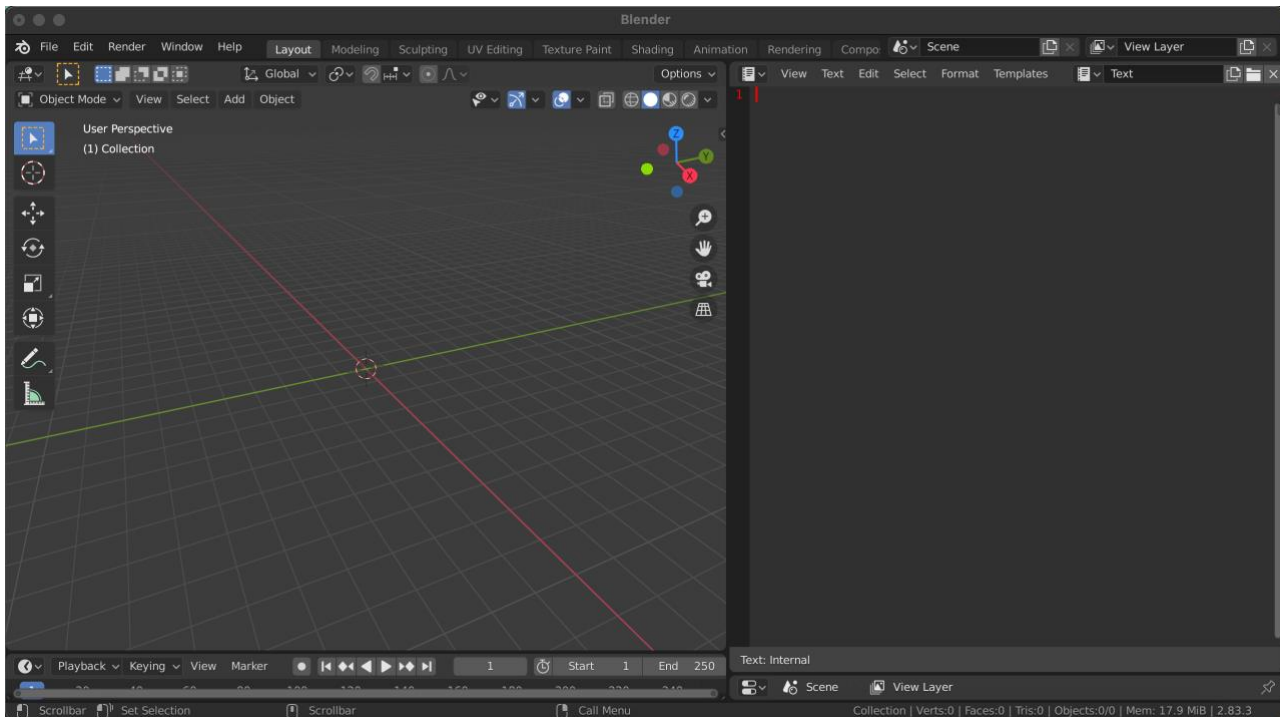 Blender
File Edit Render Window Help Layout Modeling Sculpting UV Editing Texture Paint Shading Animation Rendering Compo Scene View Layer
Global Options View Text Edit Select Format Templates Text
Object Mode View Select Add Object
1
User Perspective
(1) Collection
Z
Y
X
Playback Keying View Marker 1 Start 1 End 250
Text: Internal
Scene View Layer
Scrollbar Set Selection Scrollbar Call Menu Collection | Verts:0 | Faces:0 | Tris:0 | Objects:0/0 | Mem: 17.9 MiB | 2.83.3